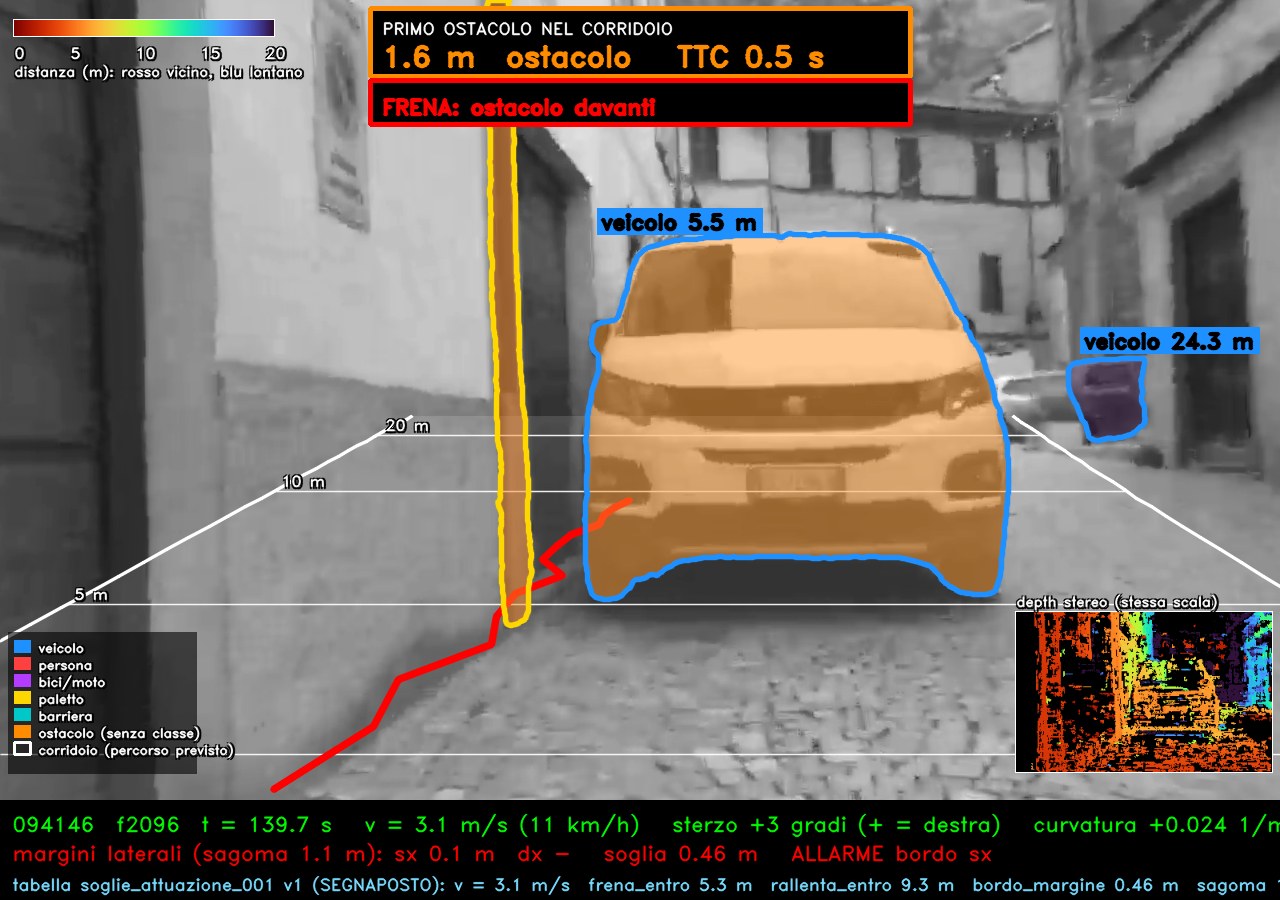 PRIMO OSTACOLO NEL CORRIDOIO
1.6 m ostacolo TTC 0.5 s
FRENA: ostacolo davanti
0 5 10 15 20
distanza (m): rosso vicino, blu lontano
veicolo 5.5 m
veicolo 24.3 m
20 m
10 m
5 m
depth stereo (stessa scala)
veicolo
persona
bici/moto
paletto
barriera
ostacolo (senza classe)
corridoio (percorso previsto)
094146 f2096 t = 139.7 s v = 3.1 m/s (11 km/h) sterzo +3 gradi (+ = destra) curvatura +0.024 1/m
margini laterali (sagoma 1.1 m): sx 0.1 m dx - soglia 0.46 m ALLARME bordo sx
tabella soglie_attuazione_001 v1 (SEGNAPOSTO): v = 3.1 m/s frena_entro 5.3 m rallenta_entro 9.3 m bordo_margine 0.46 m sagoma